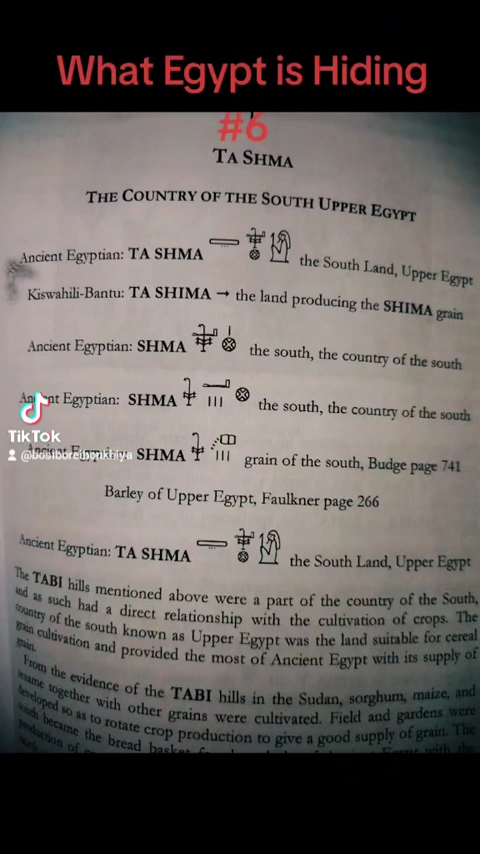 What Egypt is Hiding
#6
TA SHMA
THE COUNTRY OF THE SOUTH UPPER EGYPT
Ancient Egyptian: TA SHMA the South Land, Upper Egypt
Kiswahili-Bantu: TA SHIMA → the land producing the SHIMA grain
Ancient Egyptian: SHMA the south, the country of the south
Ancient Egyptian: SHMA the south, the country of the south
TikTok
Ancient Egyptian: SHMA grain of the south, Budge page 741
Barley of Upper Egypt, Faulkner page 266
Ancient Egyptian: TA SHMA the South Land, Upper Egypt
The TABI hills mentioned above were a part of the country of the South,
and as such had a direct relationship with the cultivation of crops. The
country of the south known as Upper Egypt was the land suitable for cereal
grain cultivation and provided the most of Ancient Egypt with its supply of
grain.
From the evidence of the TABI hills in the Sudan, sorghum, maize, and
sesame together with other grains were cultivated. Field and gardens were
developed so as to rotate crop production to give a good supply of grain. The
south became the bread basket
production of